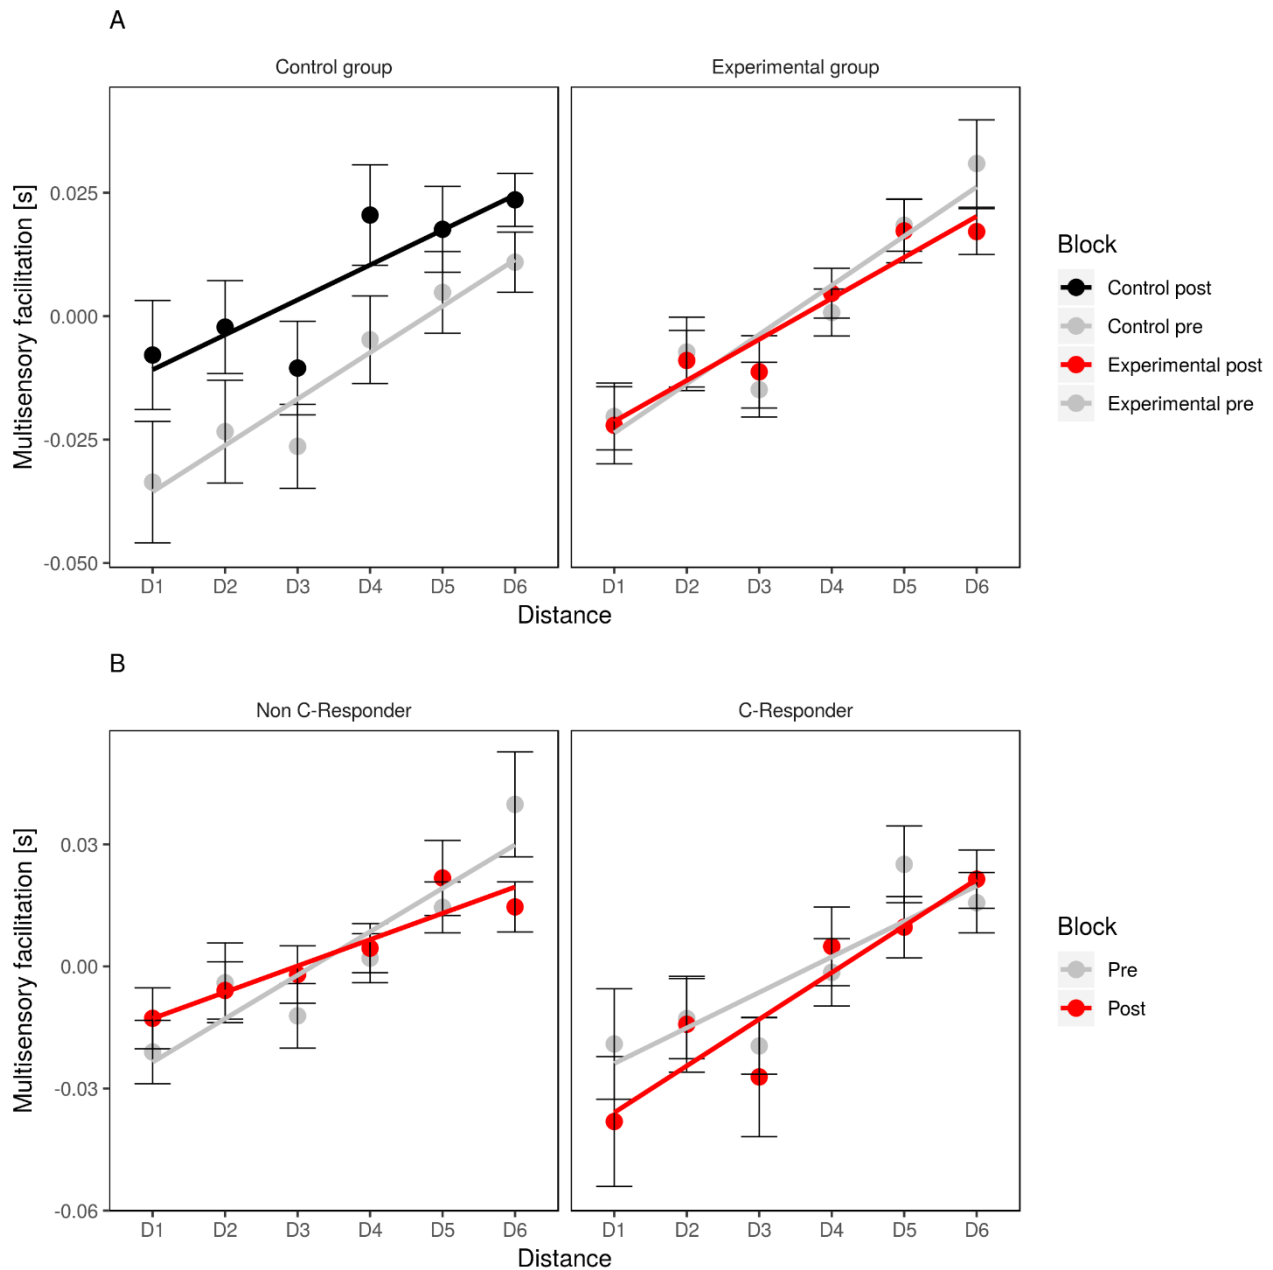 A
Control group
Experimental group
Multisensory facilitation [s]
0.025
0.000
-0.025
-0.050
D1 D2 D3 D4 D5 D6
D1 D2 D3 D4 D5 D6
Distance
Block
Control post
Control pre
Experimental post
Experimental pre
B
Non C-Responder
C-Responder
Multisensory facilitation [s]
0.03
0.00
-0.03
-0.06
D1 D2 D3 D4 D5 D6
D1 D2 D3 D4 D5 D6
Distance
Block
Pre
Post